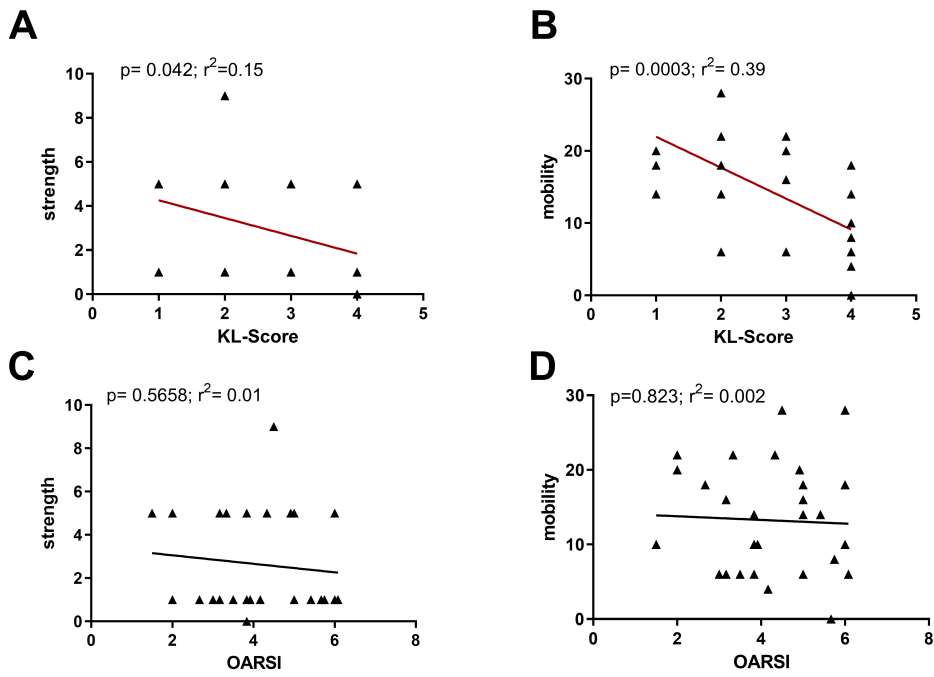 A
p= 0.042; r²=0.15
strength
10
8
6
4
2
0
0 1 2 3 4 5
KL-Score
B
p= 0.0003; r²= 0.39
mobility
30
20
10
0
0 1 2 3 4 5
KL-Score
C
p= 0.5658; r²= 0.01
strength
10
8
6
4
2
0
0 2 4 6 8
OARSI
D
p=0.823; r²= 0.002
mobility
30
20
10
0
0 2 4 6 8
OARSI